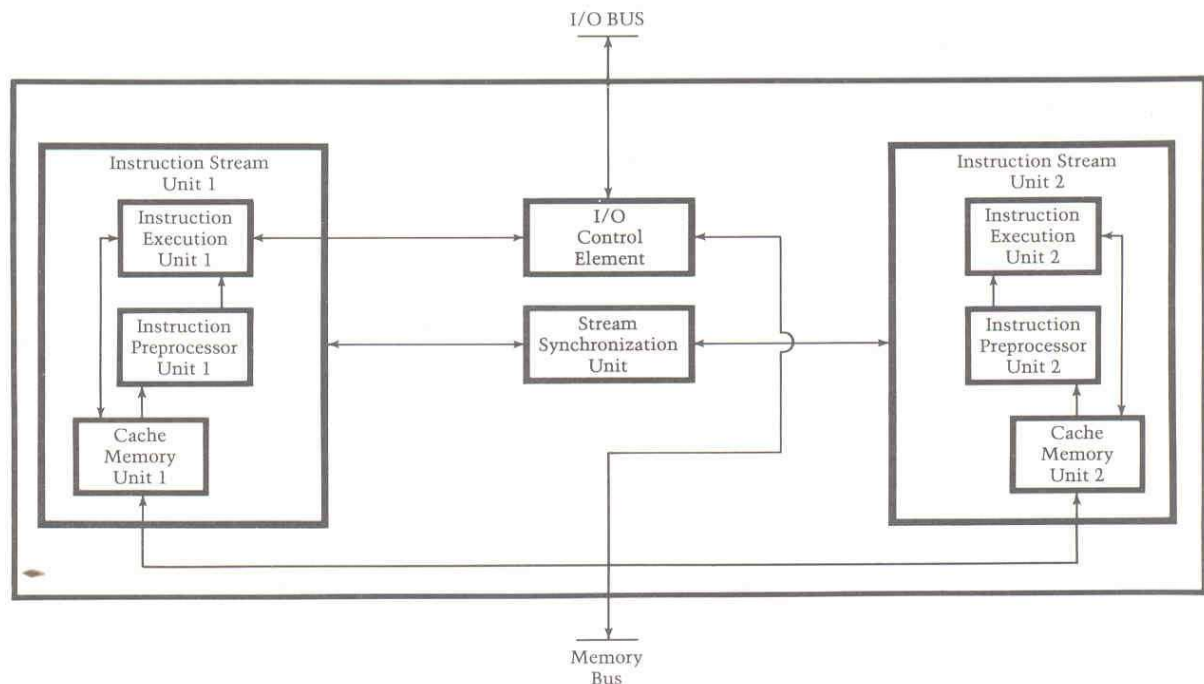 I/O BUS
Instruction Stream
Unit 1
Instruction
Execution
Unit 1
Instruction
Preprocessor
Unit 1
Cache
Memory
Unit 1
I/O
Control
Element
Stream
Synchronization
Unit
Instruction Stream
Unit 2
Instruction
Execution
Unit 2
Instruction
Preprocessor
Unit 2
Cache
Memory
Unit 2
Memory
Bus